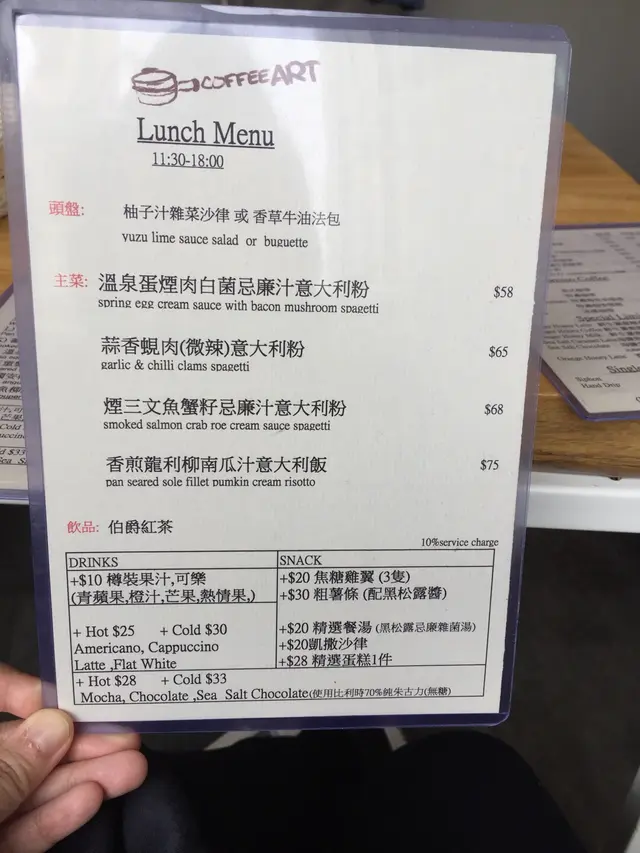 COFFEE ART
Lunch Menu
11:30-18:00
頭盤: 柚子汁雜菜沙律 或 香草牛油法包
yuzu lime sauce salad or buguette
主菜: 溫泉蛋煙肉白菌忌廉汁意大利粉 $58
spring egg cream sauce with bacon mushroom spagetti
蒜香蜆肉(微辣)意大利粉 $65
garlic & chilli clams spagetti
煙三文魚蟹籽忌廉汁意大利粉 $68
smoked salmon crab roe cream sauce spagetti
香煎龍利柳南瓜汁意大利飯 $75
pan seared sole fillet pumkin cream risotto
飲品: 伯爵紅茶
10%service charge
DRINKS
+$10 樽裝果汁,可樂
(青蘋果,橙汁,芒果,熱情果,)
+ Hot $25 + Cold $30
Americano, Cappucino
Latte ,Flat White
SNACK
+$20 焦糖雞翼 (3隻)
+$30 粗薯條 (配黑松露醬)
+$20 精選餐湯 (黑松露忌廉雜菌湯)
+$20凱撒沙律
+$28 精選蛋糕1件
+ Hot $28 + Cold $33
Mocha, Chocolate ,Sea Salt Chocolate(使用比利時70%純朱古力(無糖)
Orange Honey Latte
Special
Single
Siphon
Hand Drip